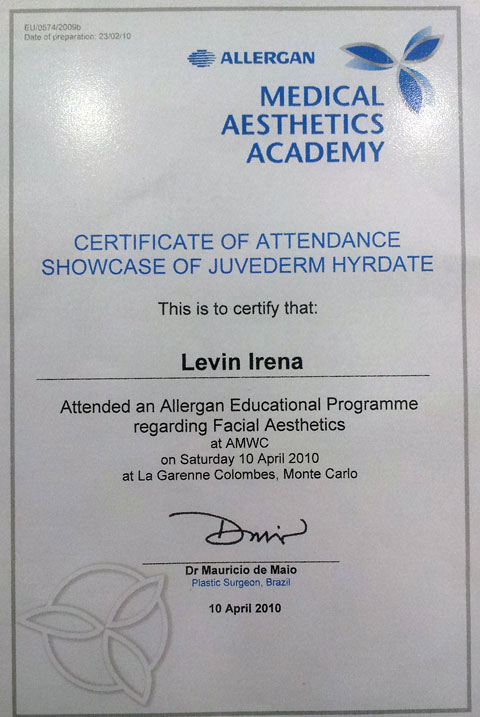 EU/0574/2009b
Date of preparation: 23/02/10
ALLERGAN
MEDICAL
AESTHETICS
ACADEMY
CERTIFICATE OF ATTENDANCE
SHOWCASE OF JUVEDERM HYRDATE
This is to certify that:
Levin Irena
Attended an Allergan Educational Programme
regarding Facial Aesthetics
at AMWC
on Saturday 10 April 2010
at La Garenne Colombes, Monte Carlo
Dr Mauricio de Maio
Plastic Surgeon, Brazil
10 April 2010